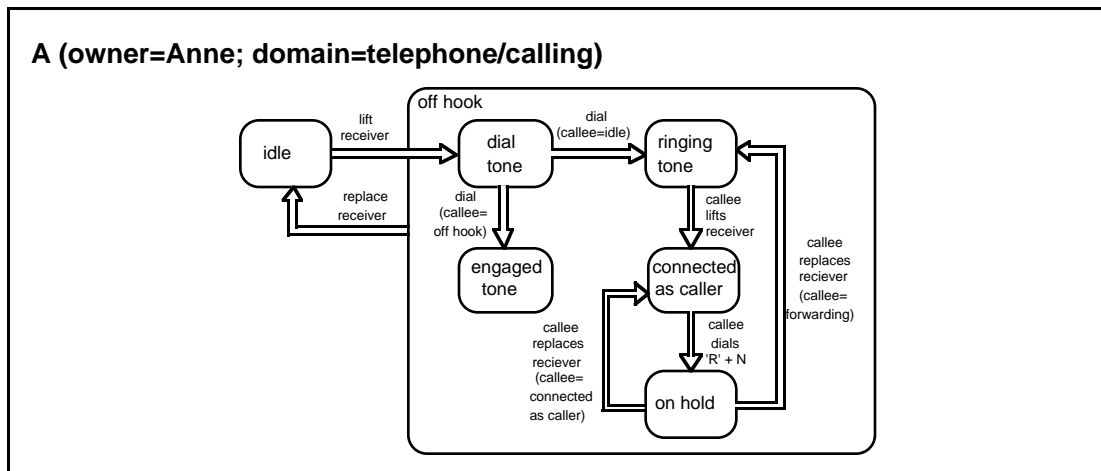 A (owner=Anne; domain=telephone/calling)
off hook
lift
receiver
dial
(callee=idle)
idle
dial
tone
ringing
tone
replace
receiver
dial
(callee=
off hook)
callee
lifts
receiver
engaged
tone
connected
as caller
callee
replaces
reciever
(callee=
forwarding)
callee
replaces
reciever
(callee=
connected
as caller)
callee
dials
'R' + N
on hold